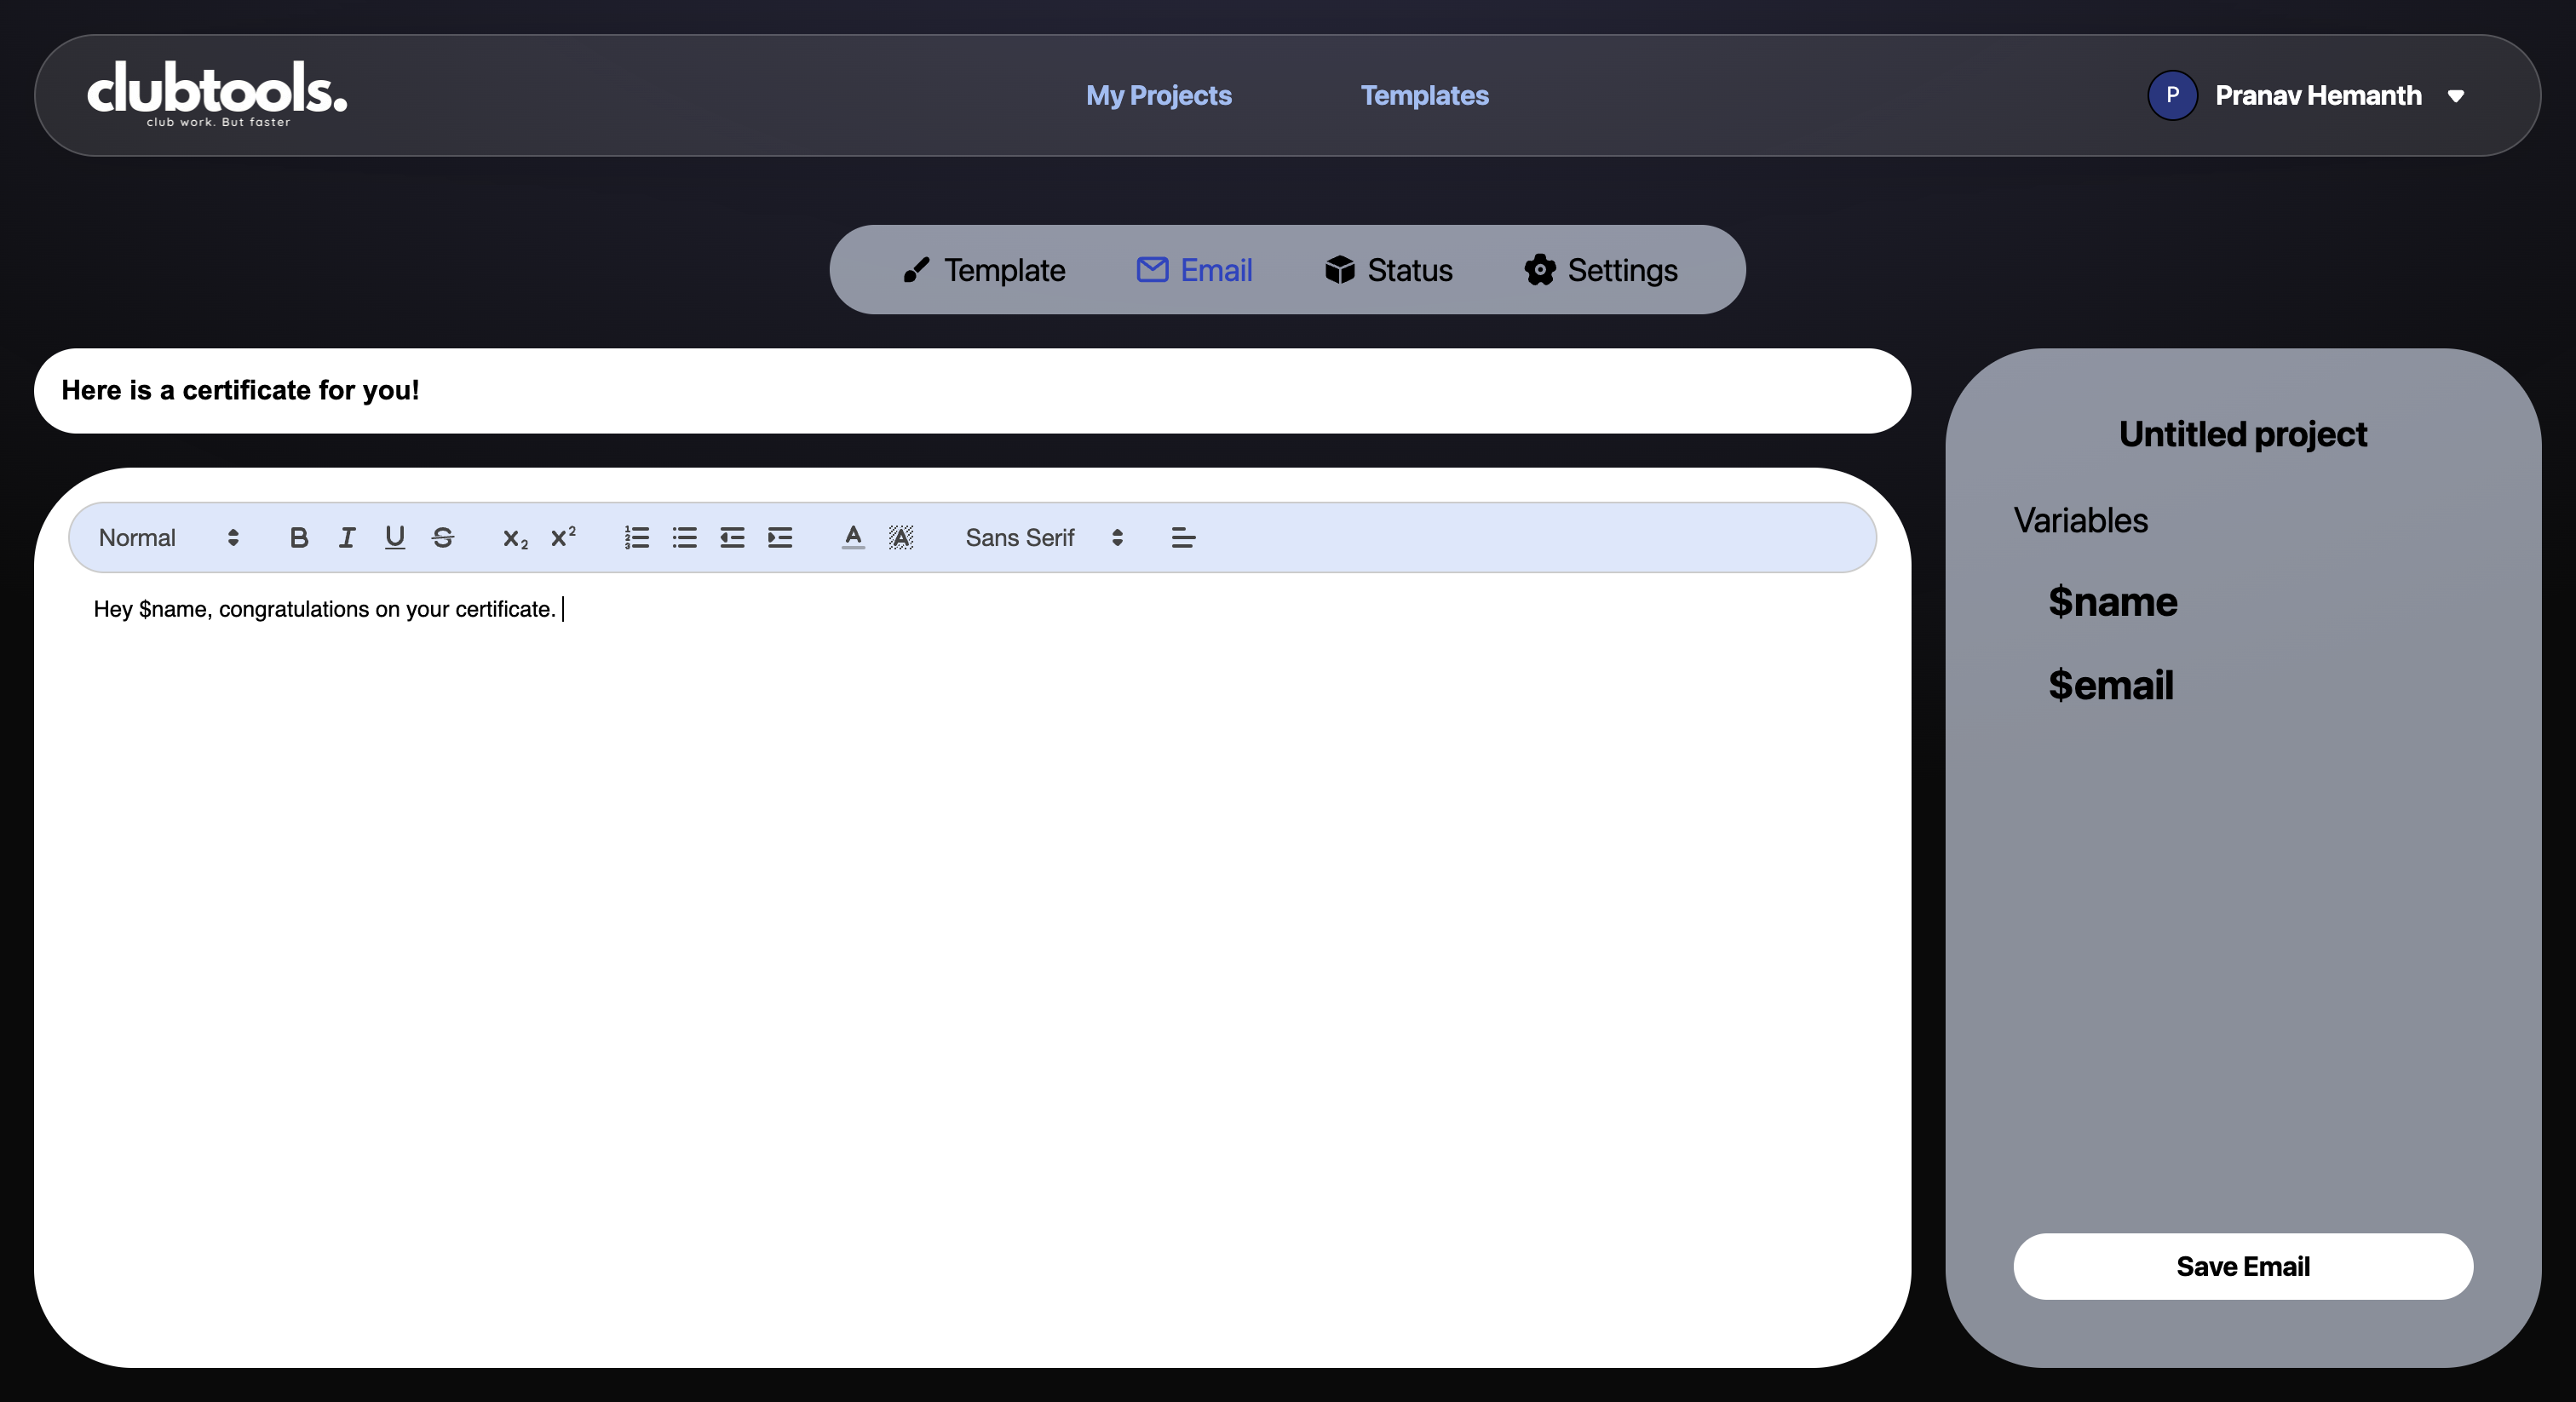 clubtools.
club work. But faster
My Projects
Templates
P
Pranav Hemanth
Template
Email
Status
Settings
Here is a certificate for you!
Normal
Sans Serif
Hey $name, congratulations on your certificate.
Untitled project
Variables
$name
$email
Save Email